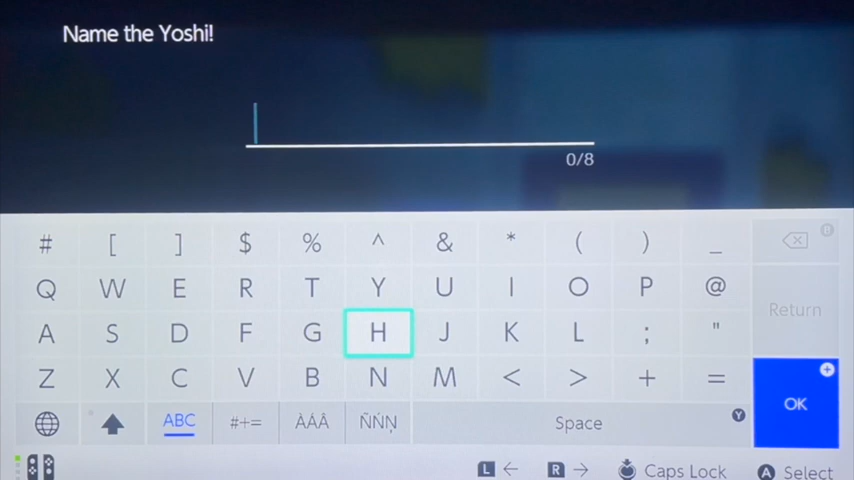 Name the Yoshi!
0/8
# [ ] $ % ^ & * ( ) _
Q W E R T Y U I O P @
A S D F G H J K L ; " Return
Z X C V B N M < > + =
ABC #+= ÀÁÂ ÑŃŅ Space Y OK
L ← R → Caps Lock A Select